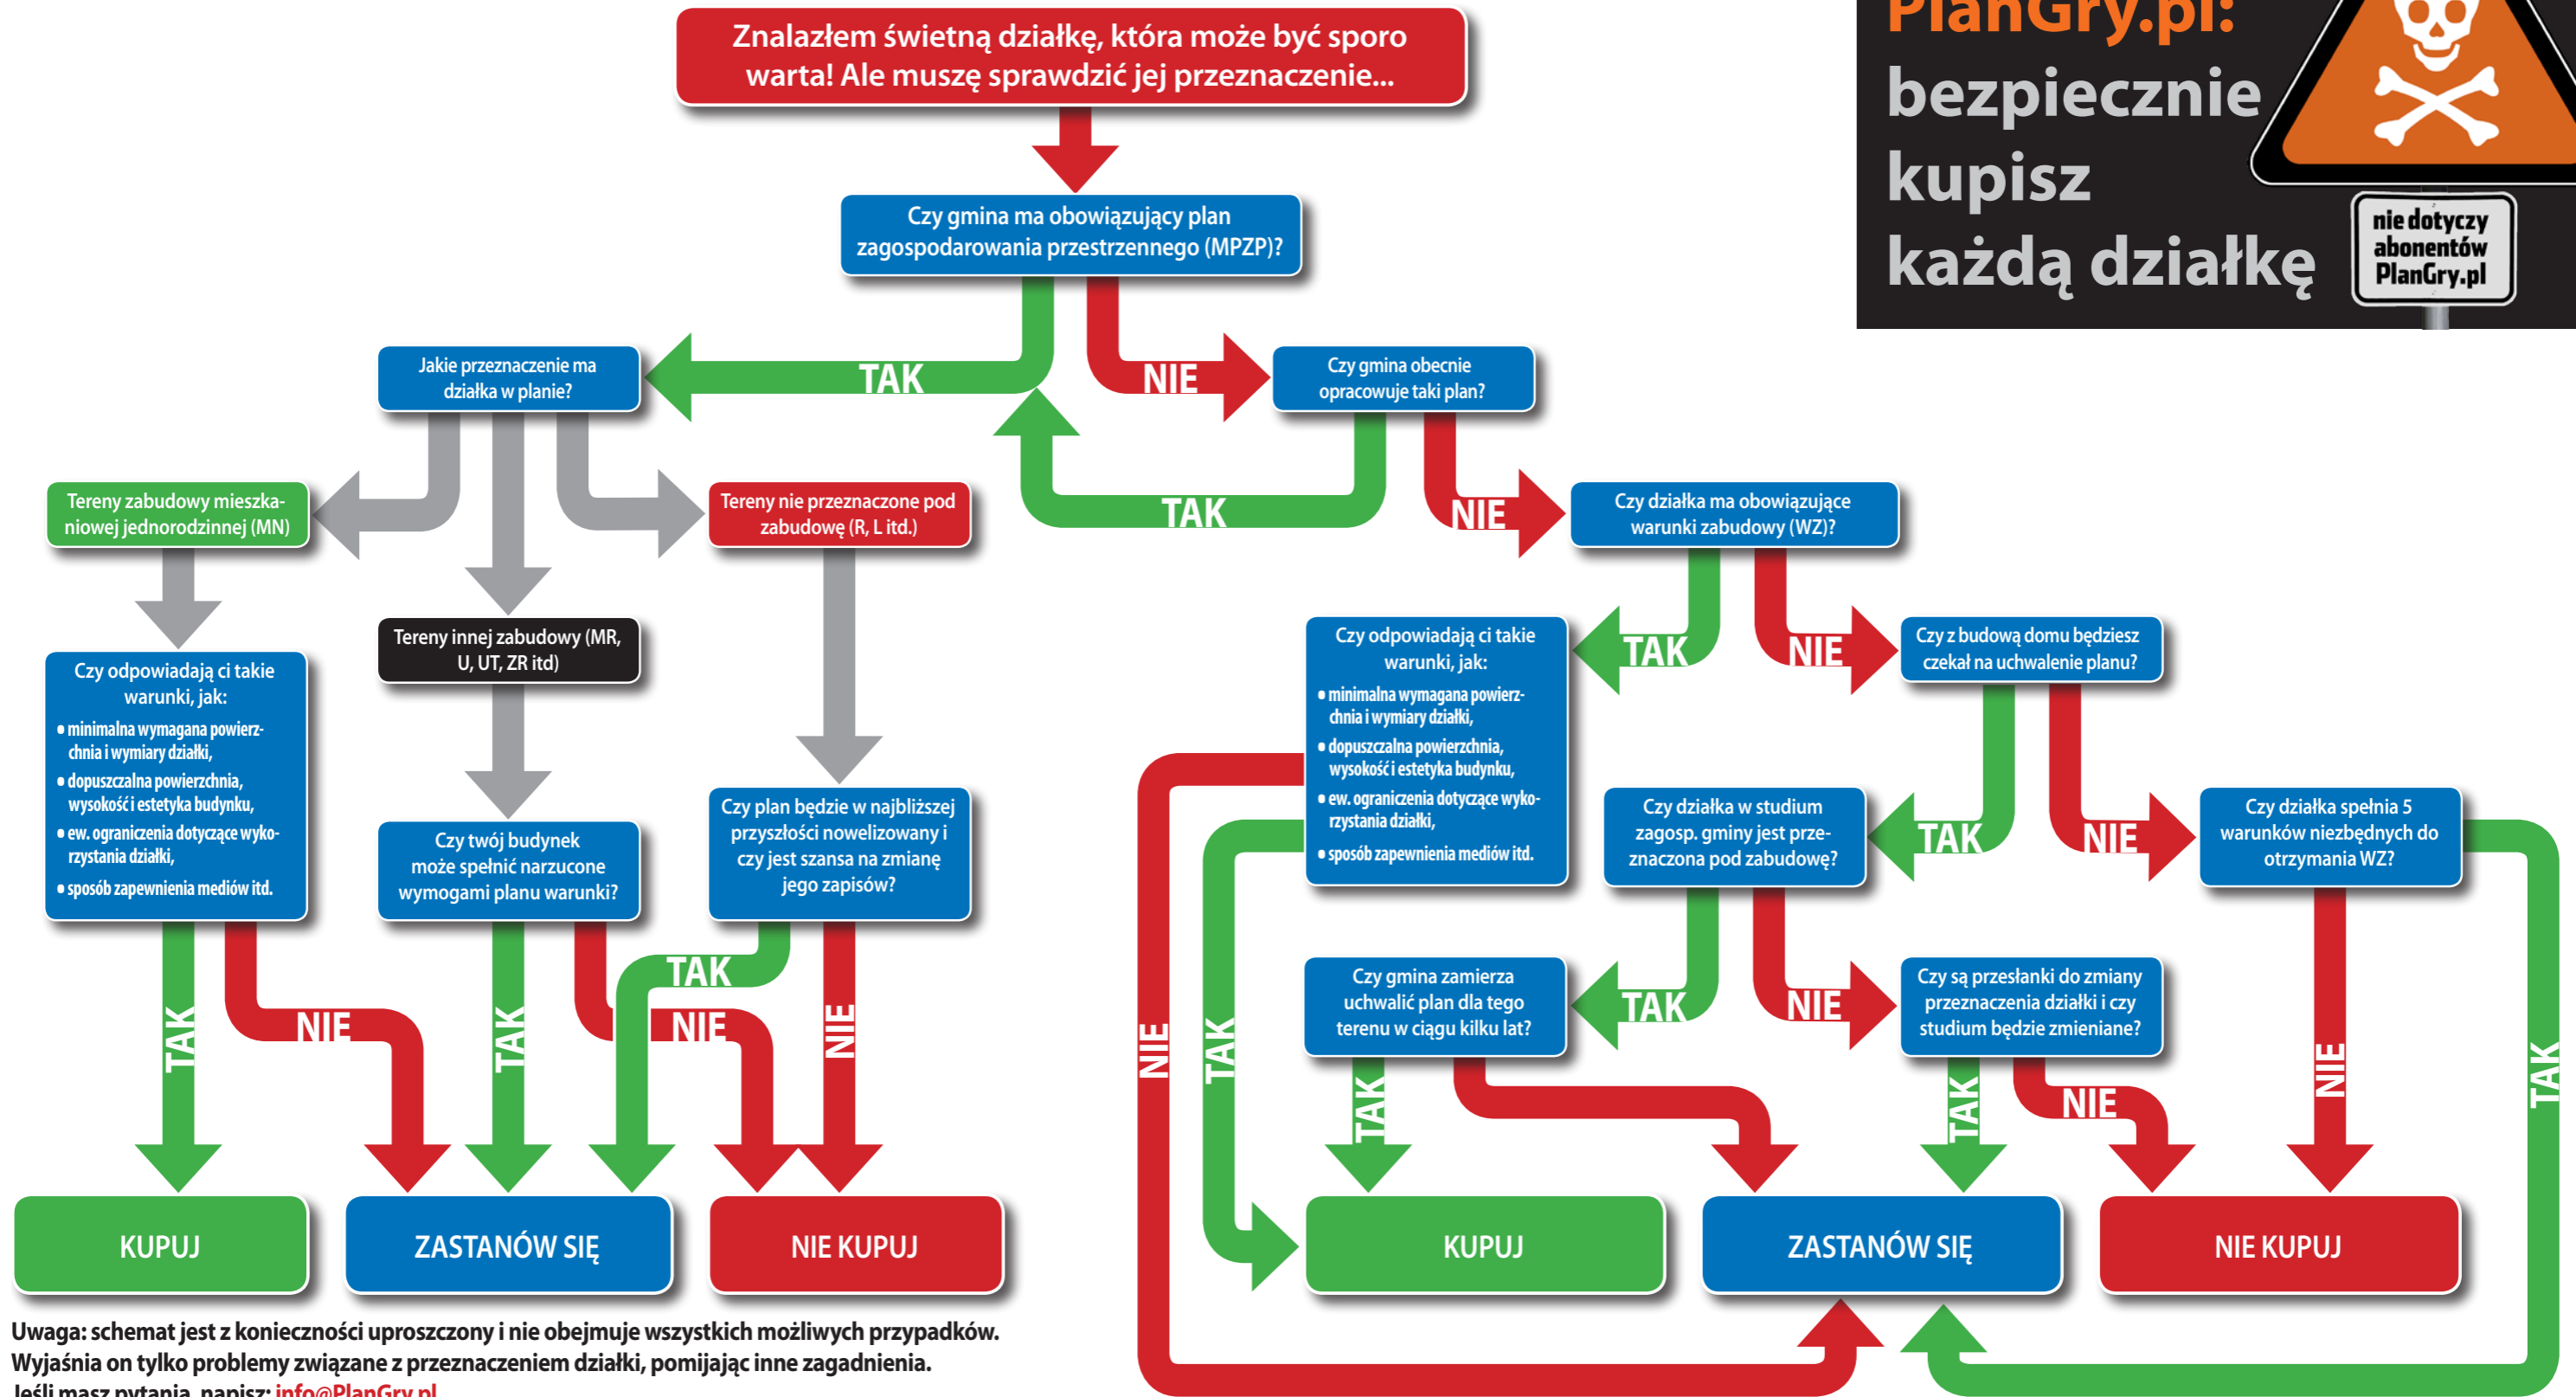 Znalazłem świetną działkę, która może być sporo
warta! Ale muszę sprawdzić jej przeznaczenie...
PlanGry.pl:
bezpiecznie
kupisz
każdą działkę
nie dotyczy
abonentów
PlanGry.pl
Czy gmina ma obowiązujący plan
zagospodarowania przestrzennego (MPZP)?
TAK
NIE
Jakie przeznaczenie ma
działka w planie?
Czy gmina obecnie
opracowuje taki plan?
TAK
NIE
Tereny zabudowy mieszka-
niowej jednorodzinnej (MN)
Tereny nie przeznaczone pod
zabudowę (R, L itd.)
Czy działka ma obowiązujące
warunki zabudowy (WZ)?
Tereny innej zabudowy (MR,
U, UT, ZR itd)
TAK
NIE
Czy odpowiadają ci takie
warunki, jak:
• minimalna wymagana powierz-
chnia i wymiary działki,
• dopuszczalna powierzchnia,
wysokość i estetyka budynku,
• ew. ograniczenia dotyczące wyko-
rzystania działki,
• sposób zapewnienia mediów itd.
Czy twój budynek
może spełnić narzucone
wymogami planu warunki?
Czy plan będzie w najbliższej
przyszłości nowelizowany i
czy jest szansa na zmianę
jego zapisów?
Czy odpowiadają ci takie
warunki, jak:
• minimalna wymagana powierz-
chnia i wymiary działki,
• dopuszczalna powierzchnia,
wysokość i estetyka budynku,
• ew. ograniczenia dotyczące wyko-
rzystania działki,
• sposób zapewnienia mediów itd.
Czy z budową domu będziesz
czekał na uchwalenie planu?
TAK
NIE
Czy działka w studium
zagosp. gminy jest prze-
znaczona pod zabudowę?
Czy działka spełnia 5
warunków niezbędnych do
otrzymania WZ?
TAK
NIE
Czy gmina zamierza
uchwalić plan dla tego
terenu w ciągu kilku lat?
Czy są przesłanki do zmiany
przeznaczenia działki i czy
studium będzie zmieniane?
TAK
NIE
TAK
NIE
TAK
NIE
NIE
TAK
TAK
TAK
NIE
NIE
TAK
KUPUJ
ZASTANÓW SIĘ
NIE KUPUJ
KUPUJ
ZASTANÓW SIĘ
NIE KUPUJ
Uwaga: schemat jest z konieczności uproszczony i nie obejmuje wszystkich możliwych przypadków.
Wyjaśnia on tylko problemy związane z przeznaczeniem działki, pomijając inne zagadnienia.
Jeśli masz pytania, napisz: info@PlanGry.pl